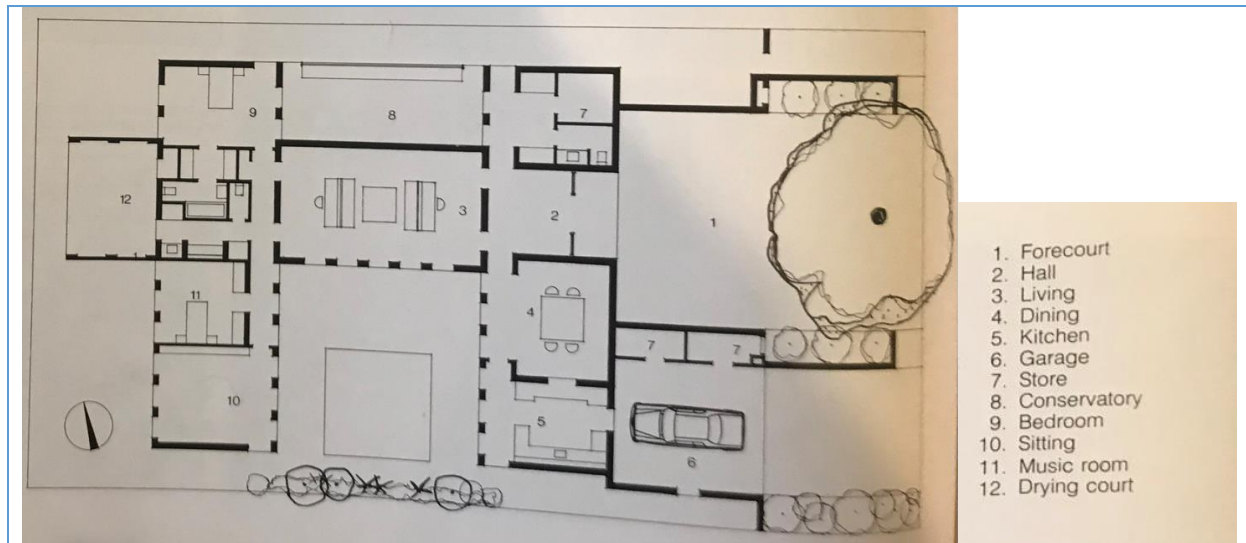 9
8
7
12
3
2
1
11
4
7
7
10
5
6
1. Forecourt
2. Hall
3. Living
4. Dining
5. Kitchen
6. Garage
7. Store
8. Conservatory
9. Bedroom
10. Sitting
11. Music room
12. Drying court